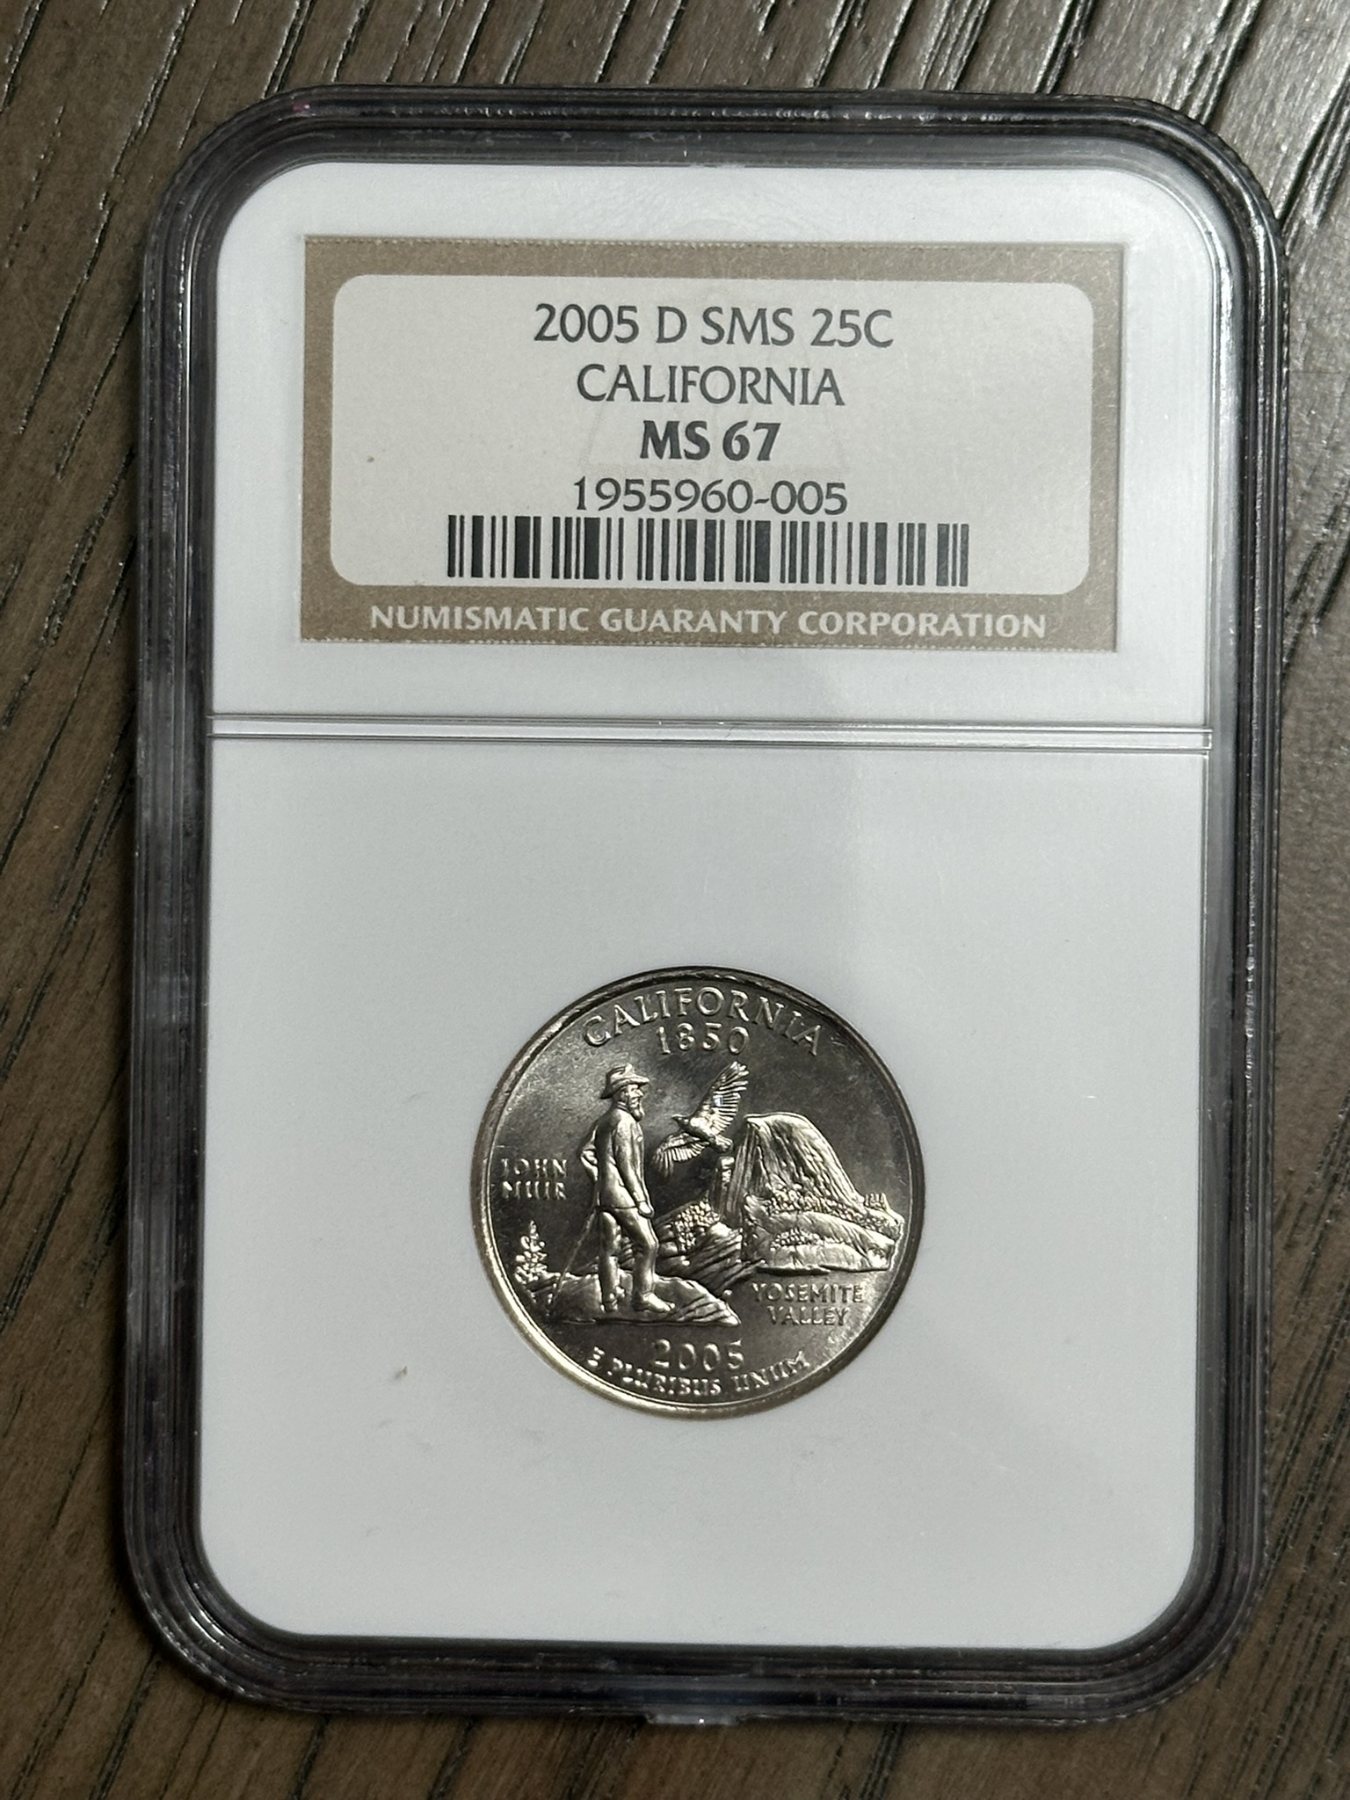 2005 D SMS 25C
CALIFORNIA
MS 67
1955960-005
NUMISMATIC GUARANTY CORPORATION
CALIFORNIA
1850
JOHN
MUIR
YOSEMITE
VALLEY
2005
E PLURIBUS UNUM